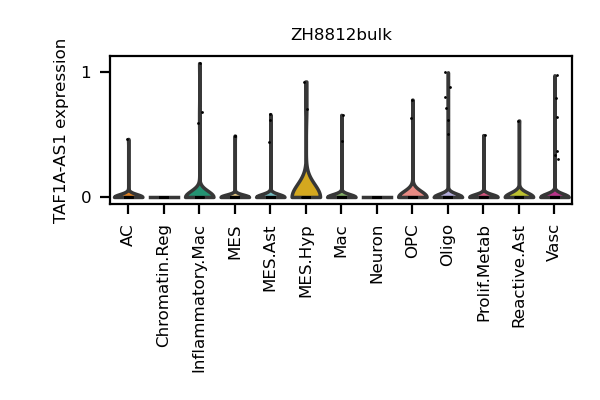 ZH8812bulk
TAF1A-AS1 expression
1
0
AC
Chromatin.Reg
Inflammatory.Mac
MES
MES.Ast
MES.Hyp
Mac
Neuron
OPC
Oligo
Prolif.Metab
Reactive.Ast
Vasc